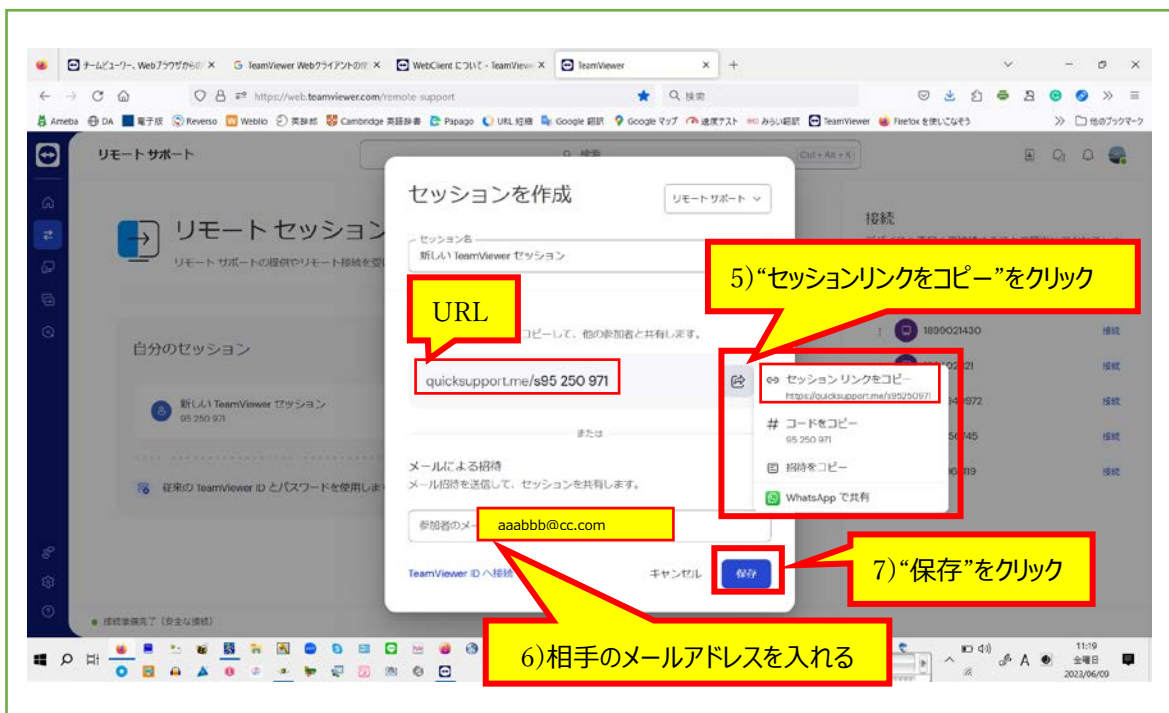 チームビューワー、Webブラウザからの
TeamViewer Webクライアントの使
WebClient について - TeamView
TeamViewer
https://web.teamviewer.com/remote-support
検索
Ameba
DA
電子版
Reverso
Weblio
英辞郎
Cambridge 英語辞書
Papago
URL 短縮
Google 翻訳
Google マップ
速度テスト
みらい翻訳
TeamViewer
Firefox を使いこなそう
他のブックマーク
リモート サポート
検索
Ctrl + Alt + K
リモート セッション
リモート サポートの提供やリモート接続を受
自分のセッション
新しい TeamViewer セッション
95 250 971
従来の TeamViewer ID とパスワードを使用しま
接続準備完了（安全な接続）
セッションを作成
リモート サポート
セッション名
新しい TeamViewer セッション
URL
コピーして、他の参加者と共有します。
quicksupport.me/s95 250 971
または
メールによる招待
メール招待を送信して、セッションを共有します。
参加者のメー
aaabbb@cc.com
TeamViewer ID へ接続
キャンセル
保存
接続
5)“セッションリンクをコピー”をクリック
1899021430
接続
接続
接続
接続
接続
セッション リンクをコピー
https://quicksupport.me/s95250971
コードをコピー
95 250 971
招待をコピー
WhatsApp で共有
7)“保存”をクリック
6)相手のメールアドレスを入れる
A
11:19
金曜日
2023/06/09